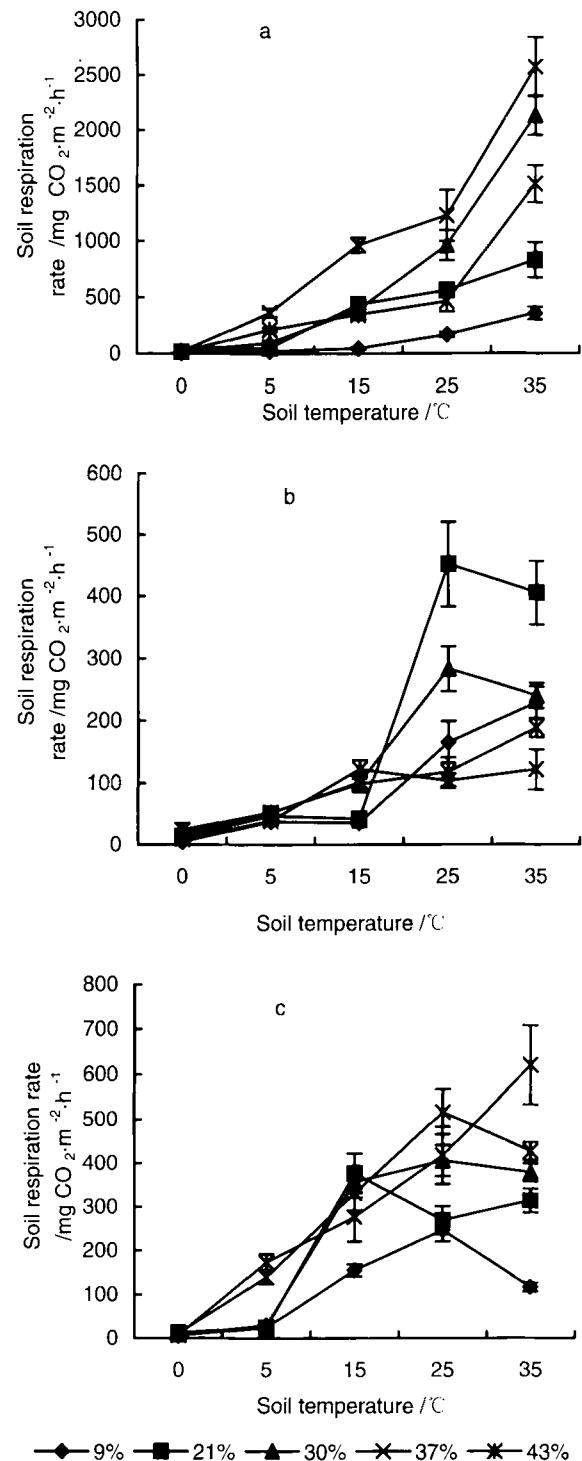 a
Soil respiration
rate /mg CO₂·m⁻²·h⁻¹
3000
2500
2000
1500
1000
500
0
0 5 15 25 35
Soil temperature /℃
b
Soil respiration
rate /mg CO₂·m⁻²·h⁻¹
600
500
400
300
200
100
0
0 5 15 25 35
Soil temperature /℃
c
Soil respiration rate
/mg CO₂·m⁻²·h⁻¹
800
700
600
500
400
300
200
100
0
0 5 15 25 35
Soil temperature /℃
9% 21% 30% 37% 43%